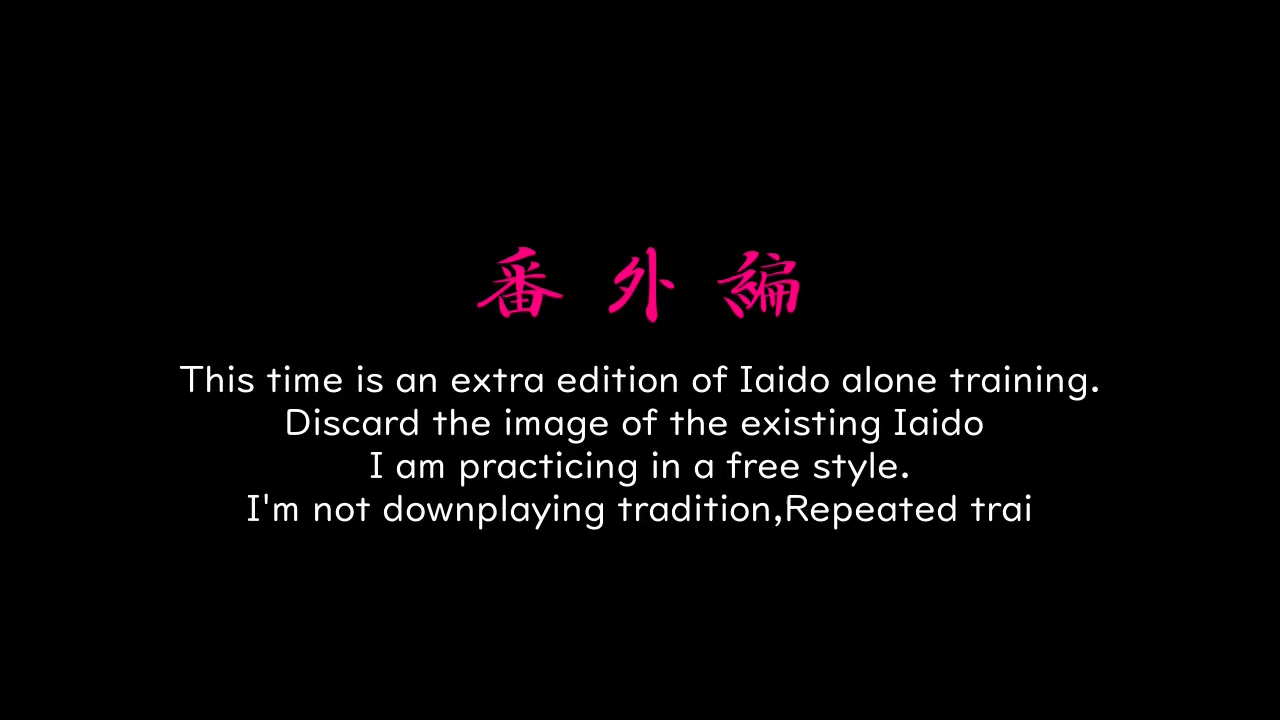 番外編
This time is an extra edition of Iaido alone training.
Discard the image of the existing Iaido
I am practicing in a free style.
I'm not downplaying tradition,Repeated trai